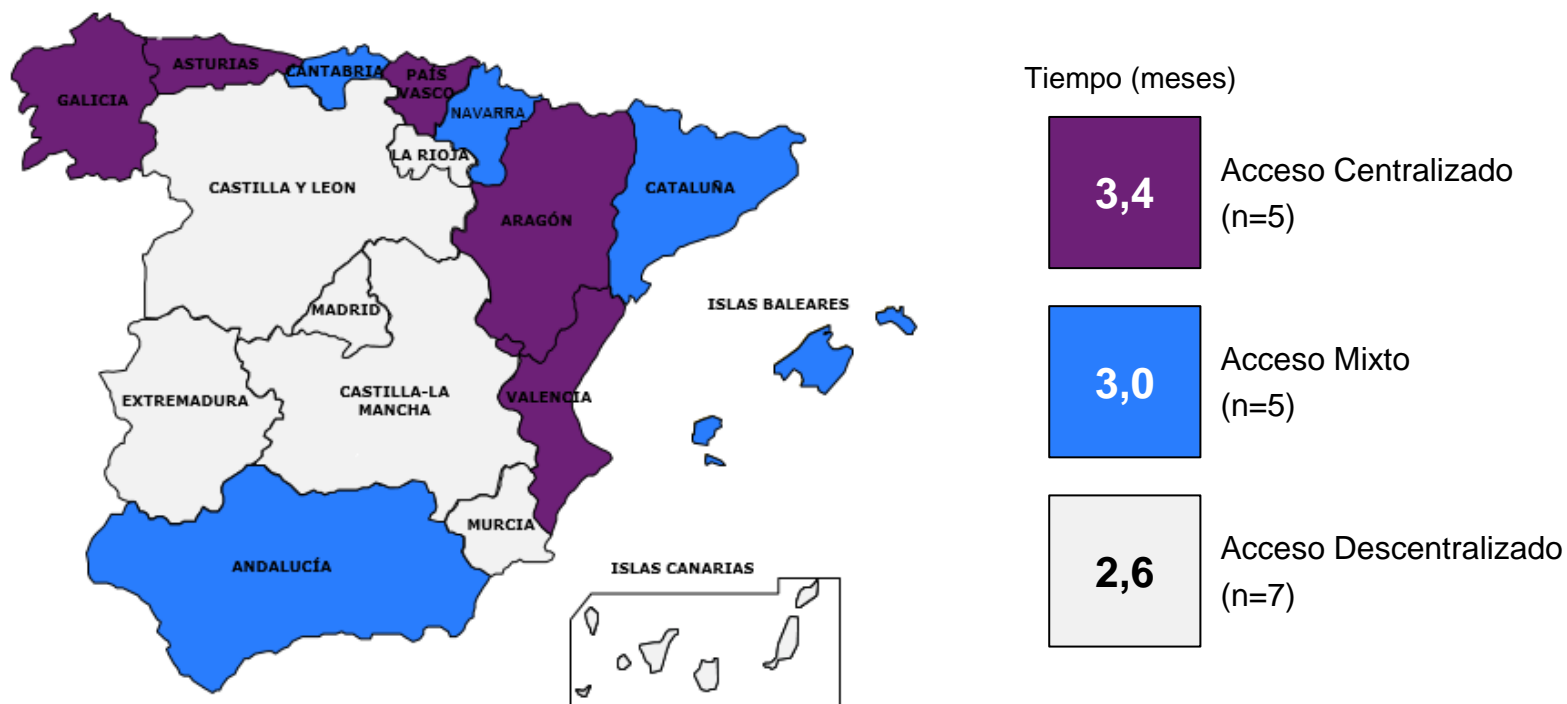 ASTURIAS
CANTABRIA
PAÍS
VASCO
GALICIA
NAVARRA
LA RIOJA
CASTILLA Y LEON
CATALUÑA
ARAGÓN
MADRID
ISLAS BALEARES
EXTREMADURA
CASTILLA-LA
MANCHA
VALENCIA
MURCIA
ANDALUCÍA
ISLAS CANARIAS
Tiempo (meses)
3,4
Acceso Centralizado
(n=5)
3,0
Acceso Mixto
(n=5)
2,6
Acceso Descentralizado
(n=7)